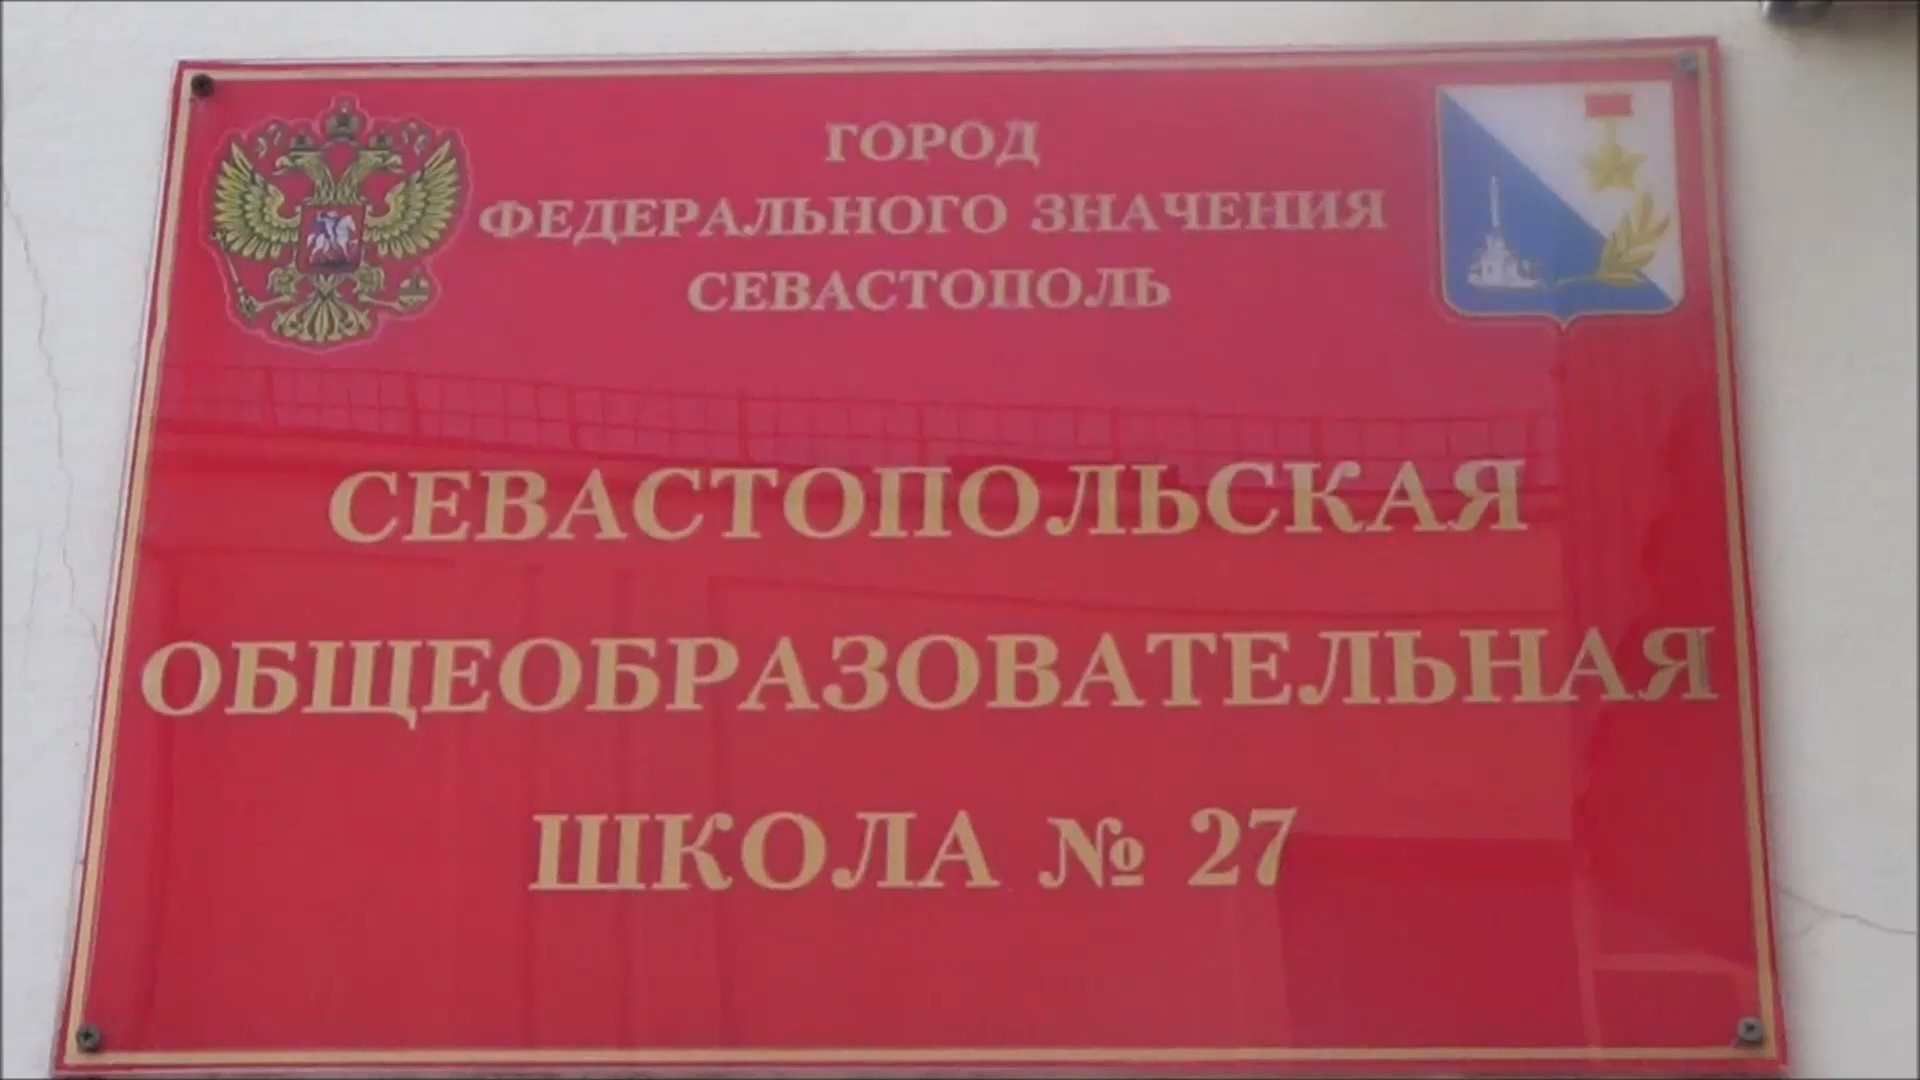 ГОРОД
ФЕДЕРАЛЬНОГО ЗНАЧЕНИЯ
СЕВАСТОПОЛЬ
СЕВАСТОПОЛЬСКАЯ
ОБЩЕОБРАЗОВАТЕЛЬНАЯ
ШКОЛА № 27